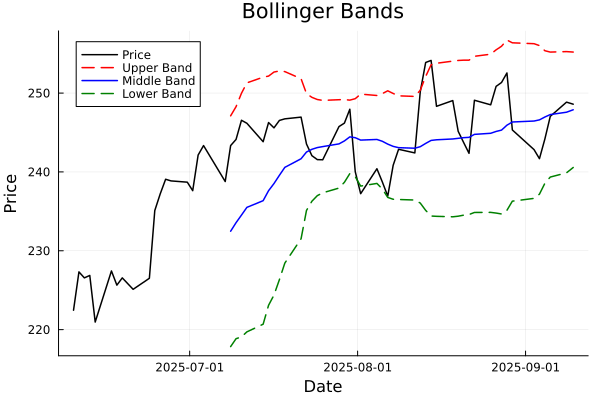 Bollinger Bands
Price
Upper Band
Middle Band
Lower Band
250
240
230
220
Price
2025-07-01
2025-08-01
2025-09-01
Date